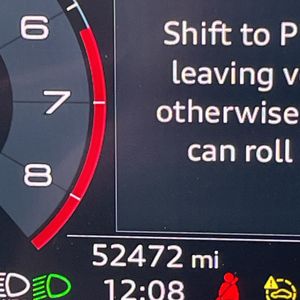 6
7
8
Shift to P
leaving v
otherwise
can roll
52472 mi
12:08